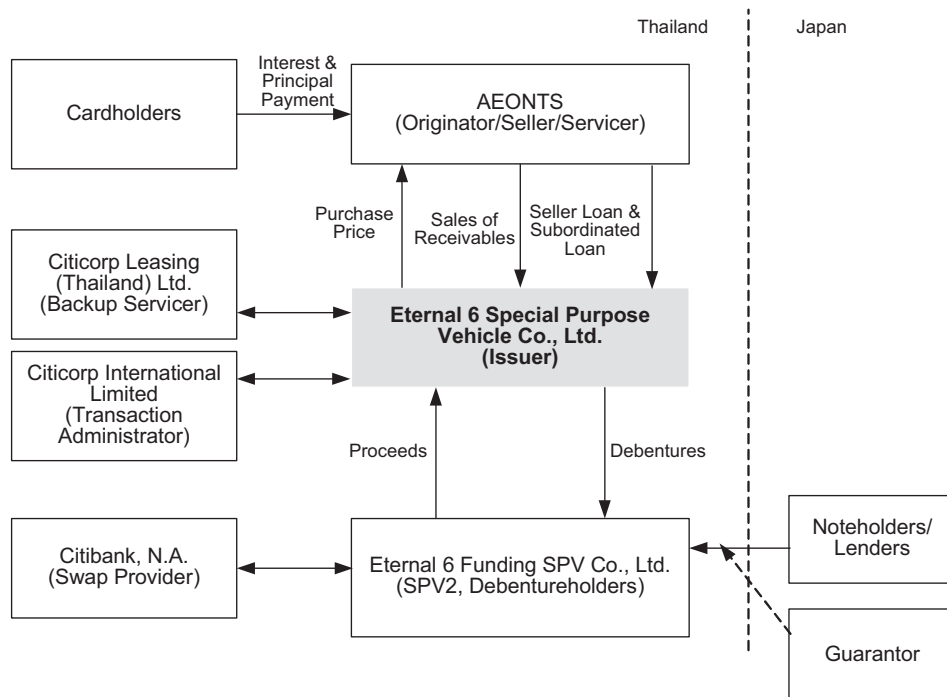 Thailand
Japan
Cardholders
Interest &
Principal
Payment
AEONTS
(Originator/Seller/Servicer)
Purchase
Price
Sales of
Receivables
Seller Loan &
Subordinated
Loan
Citicorp Leasing
(Thailand) Ltd.
(Backup Servicer)
Eternal 6 Special Purpose
Vehicle Co., Ltd.
(Issuer)
Citicorp International
Limited
(Transaction
Administrator)
Proceeds
Debentures
Citibank, N.A.
(Swap Provider)
Eternal 6 Funding SPV Co., Ltd.
(SPV2, Debentureholders)
Noteholders/
Lenders
Guarantor